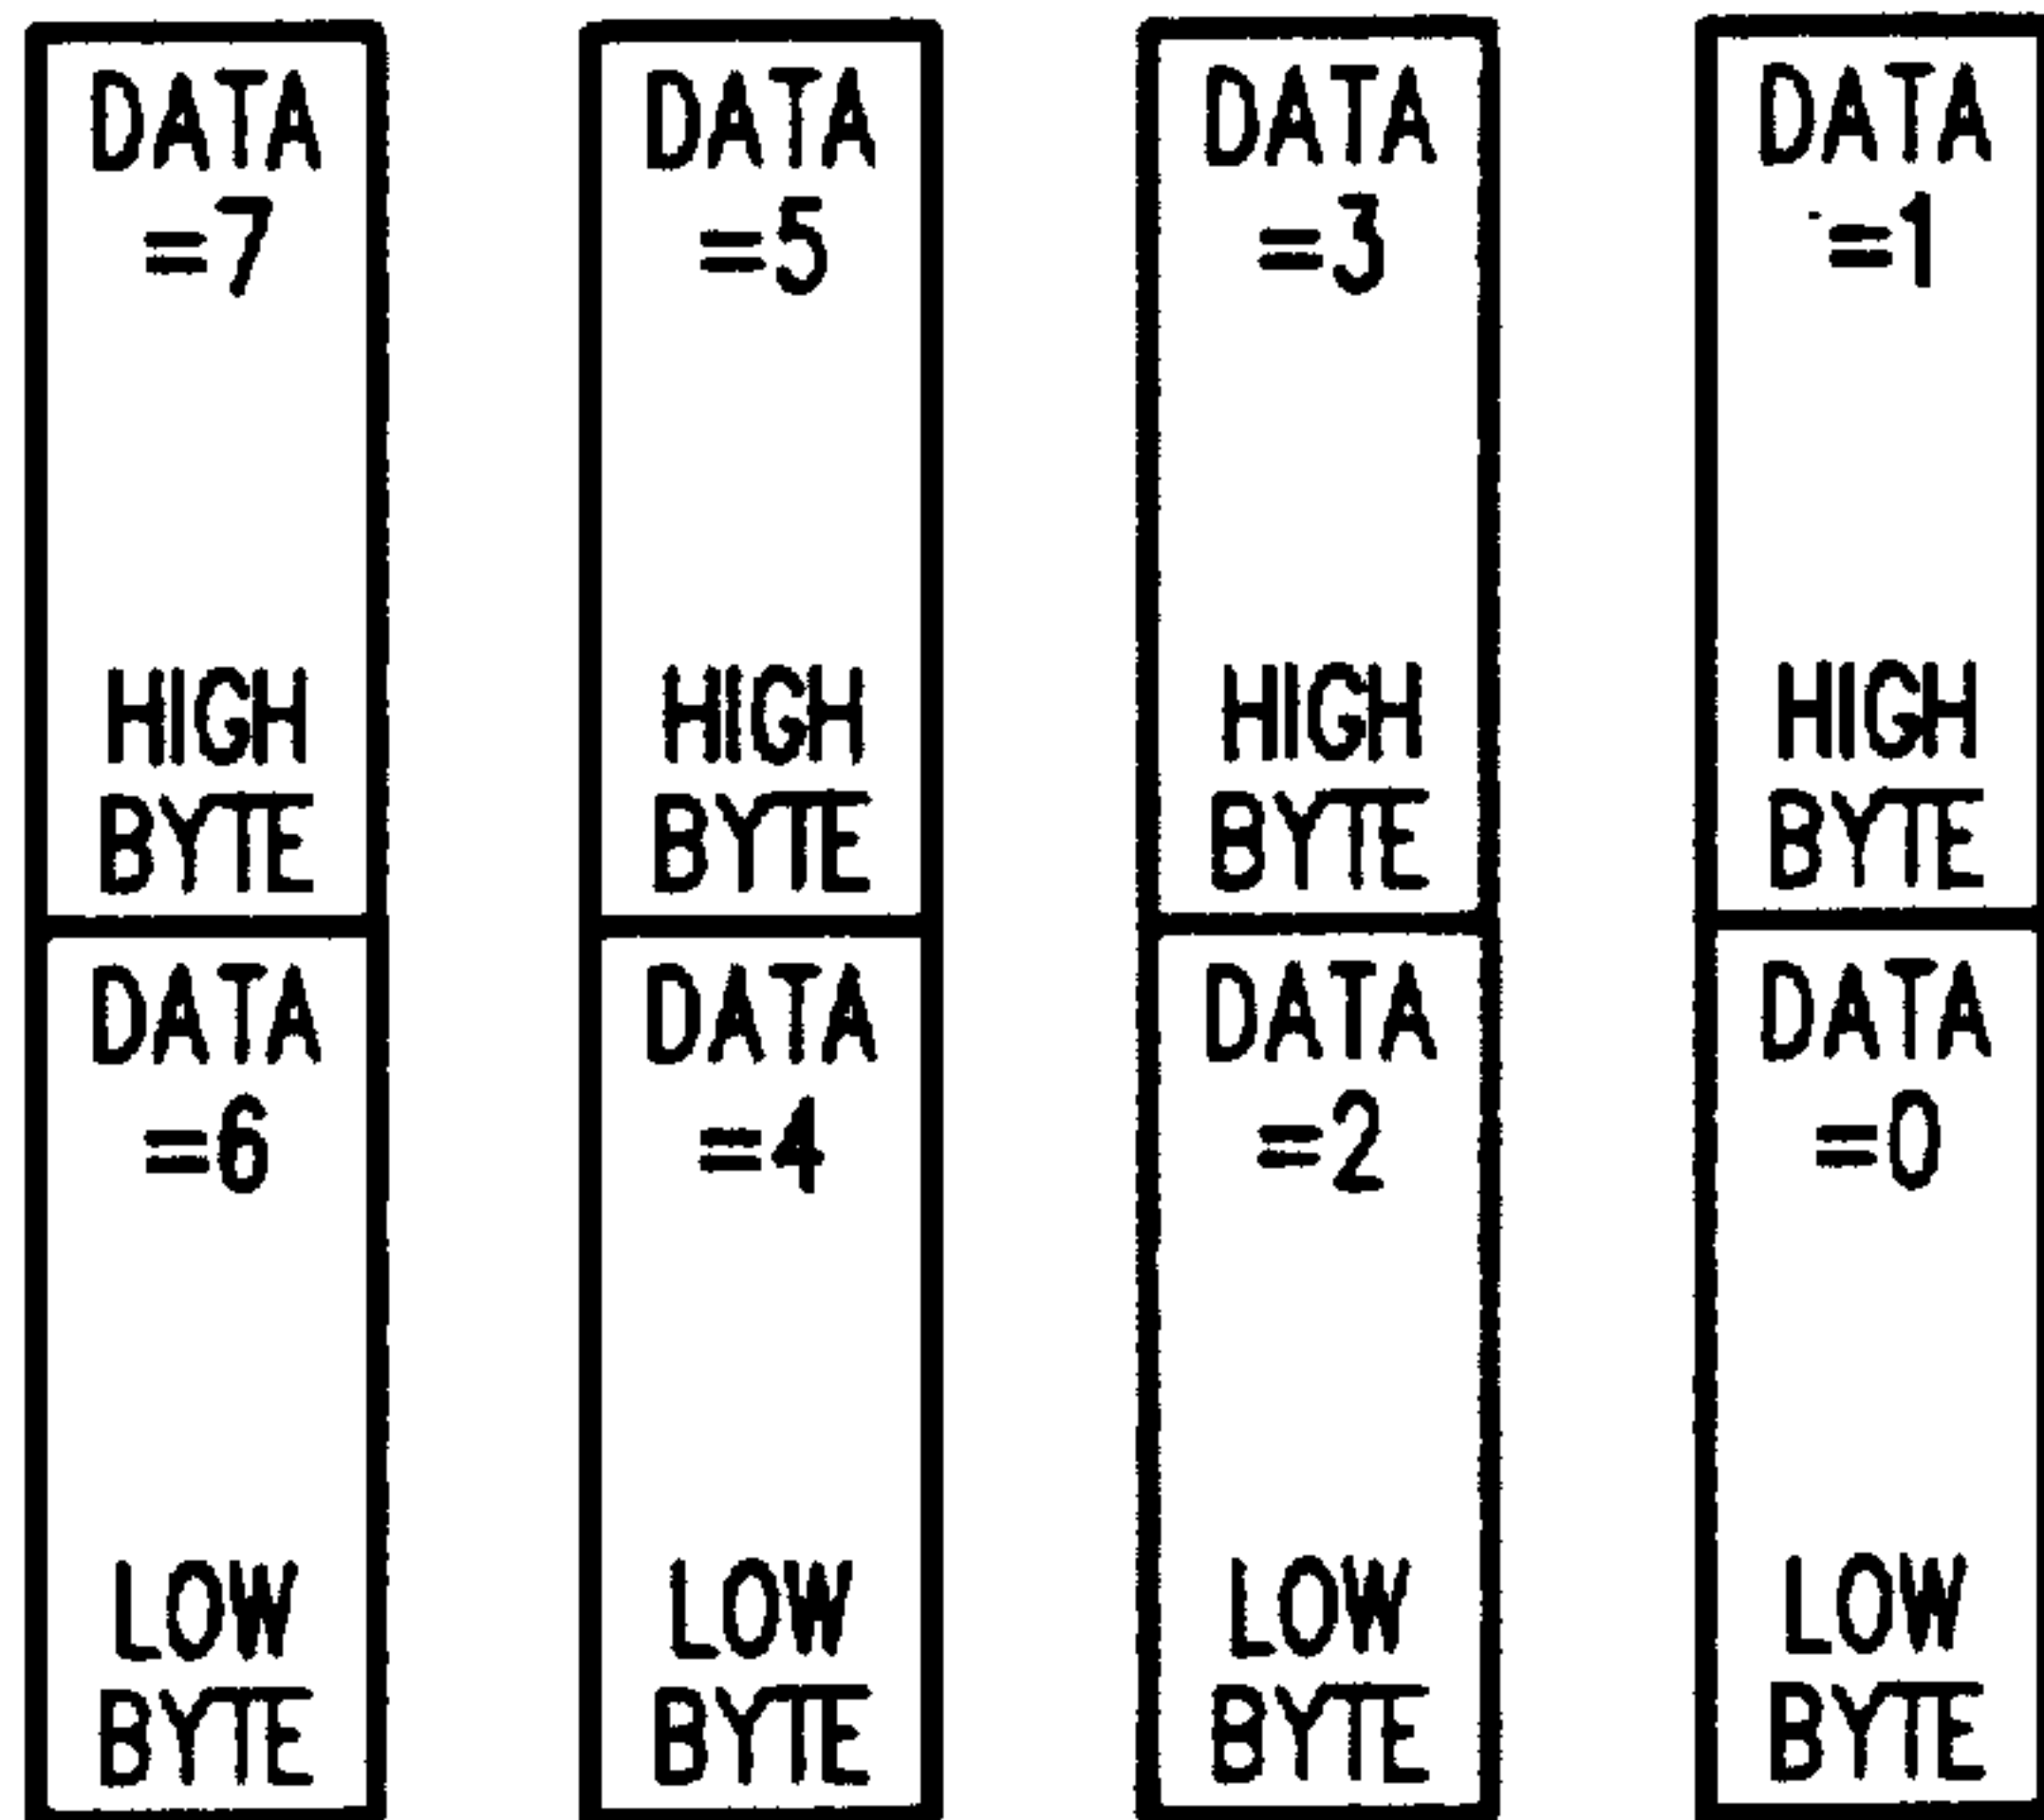 DATA
=7
HIGH
BYTE
DATA
=6
LOW
BYTE
DATA
=5
HIGH
BYTE
DATA
=4
LOW
BYTE
DATA
=3
HIGH
BYTE
DATA
=2
LOW
BYTE
DATA
=1
HIGH
BYTE
DATA
=0
LOW
BYTE